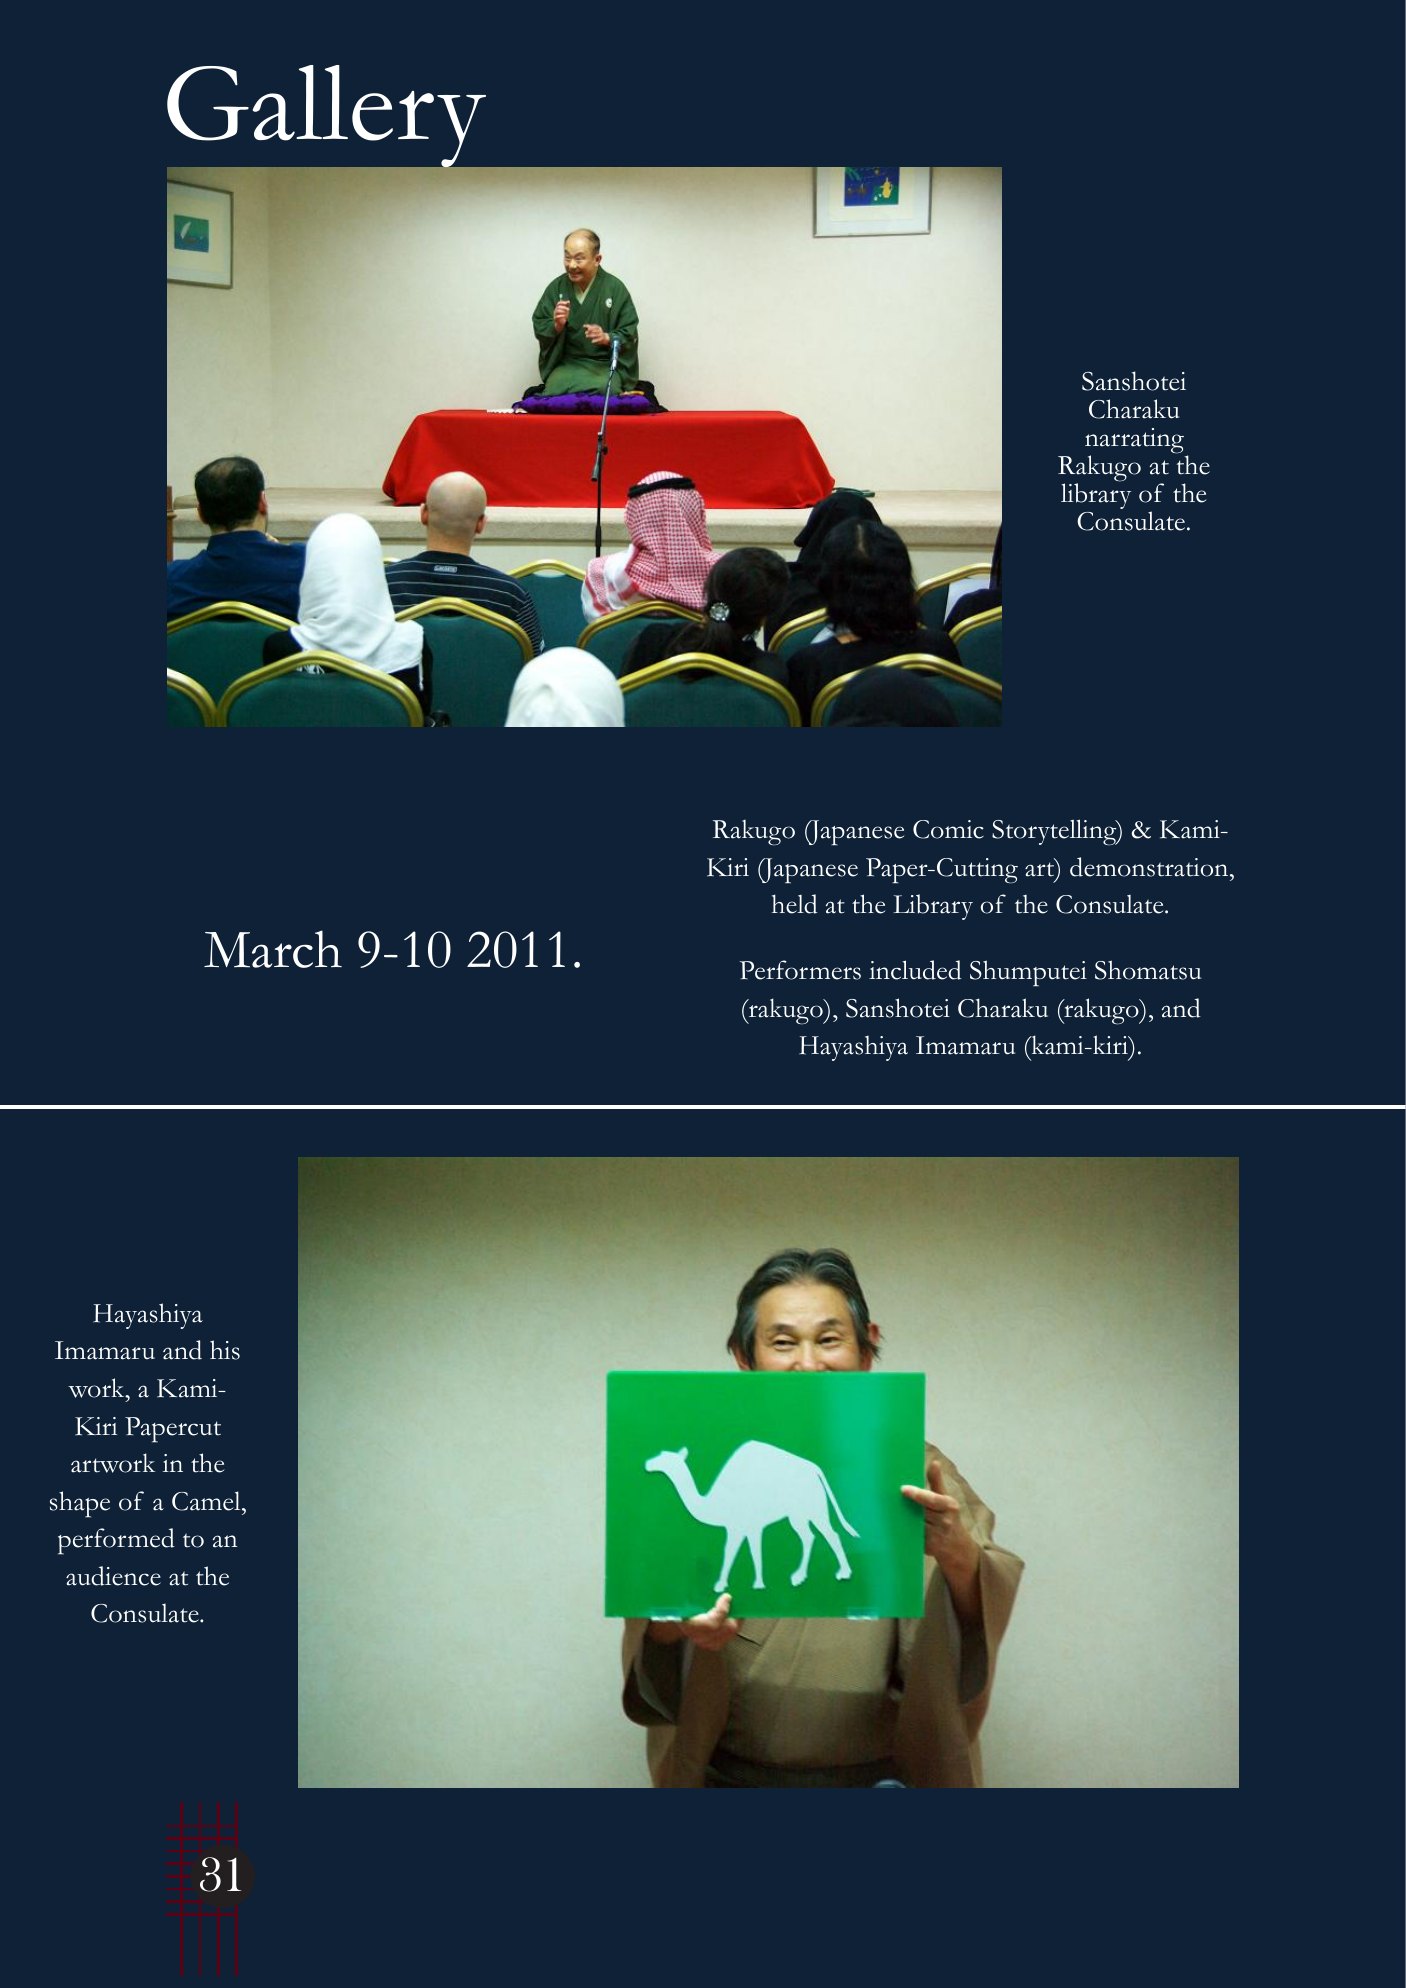 Gallery
Sanshotei
Charaku
narrating
Rakugo at the
library of the
Consulate.
Rakugo (Japanese Comic Storytelling) & Kami-
Kiri (Japanese Paper-Cutting art) demonstration,
held at the Library of the Consulate.
March 9-10 2011.
Performers included Shumputei Shomatsu
(rakugo), Sanshotei Charaku (rakugo), and
Hayashiya Imamaru (kami-kiri).
Hayashiya
Imamaru and his
work, a Kami-
Kiri Papercut
artwork in the
shape of a Camel,
performed to an
audience at the
Consulate.
31